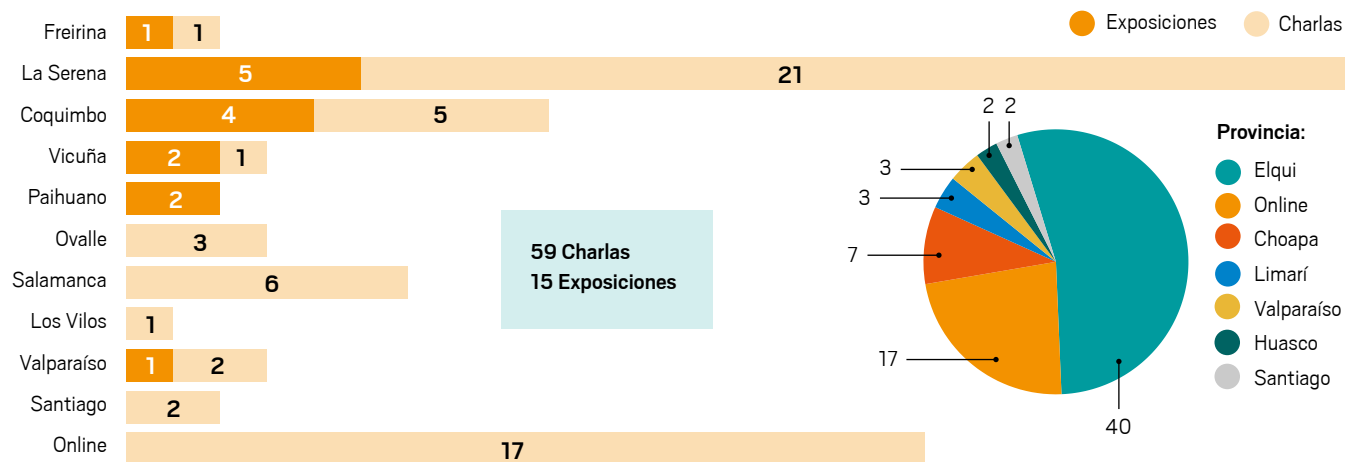 Exposiciones Charlas
Freirina 1 1
La Serena 5 21
Coquimbo 4 5
Vicuña 2 1
Paihuano 2
Ovalle 3
Salamanca 6
Los Vilos 1
Valparaíso 1 2
Santiago 2
Online 17
59 Charlas
15 Exposiciones
2 2
3
3
7
17
40
Provincia:
Elqui
Online
Choapa
Limarí
Valparaíso
Huasco
Santiago